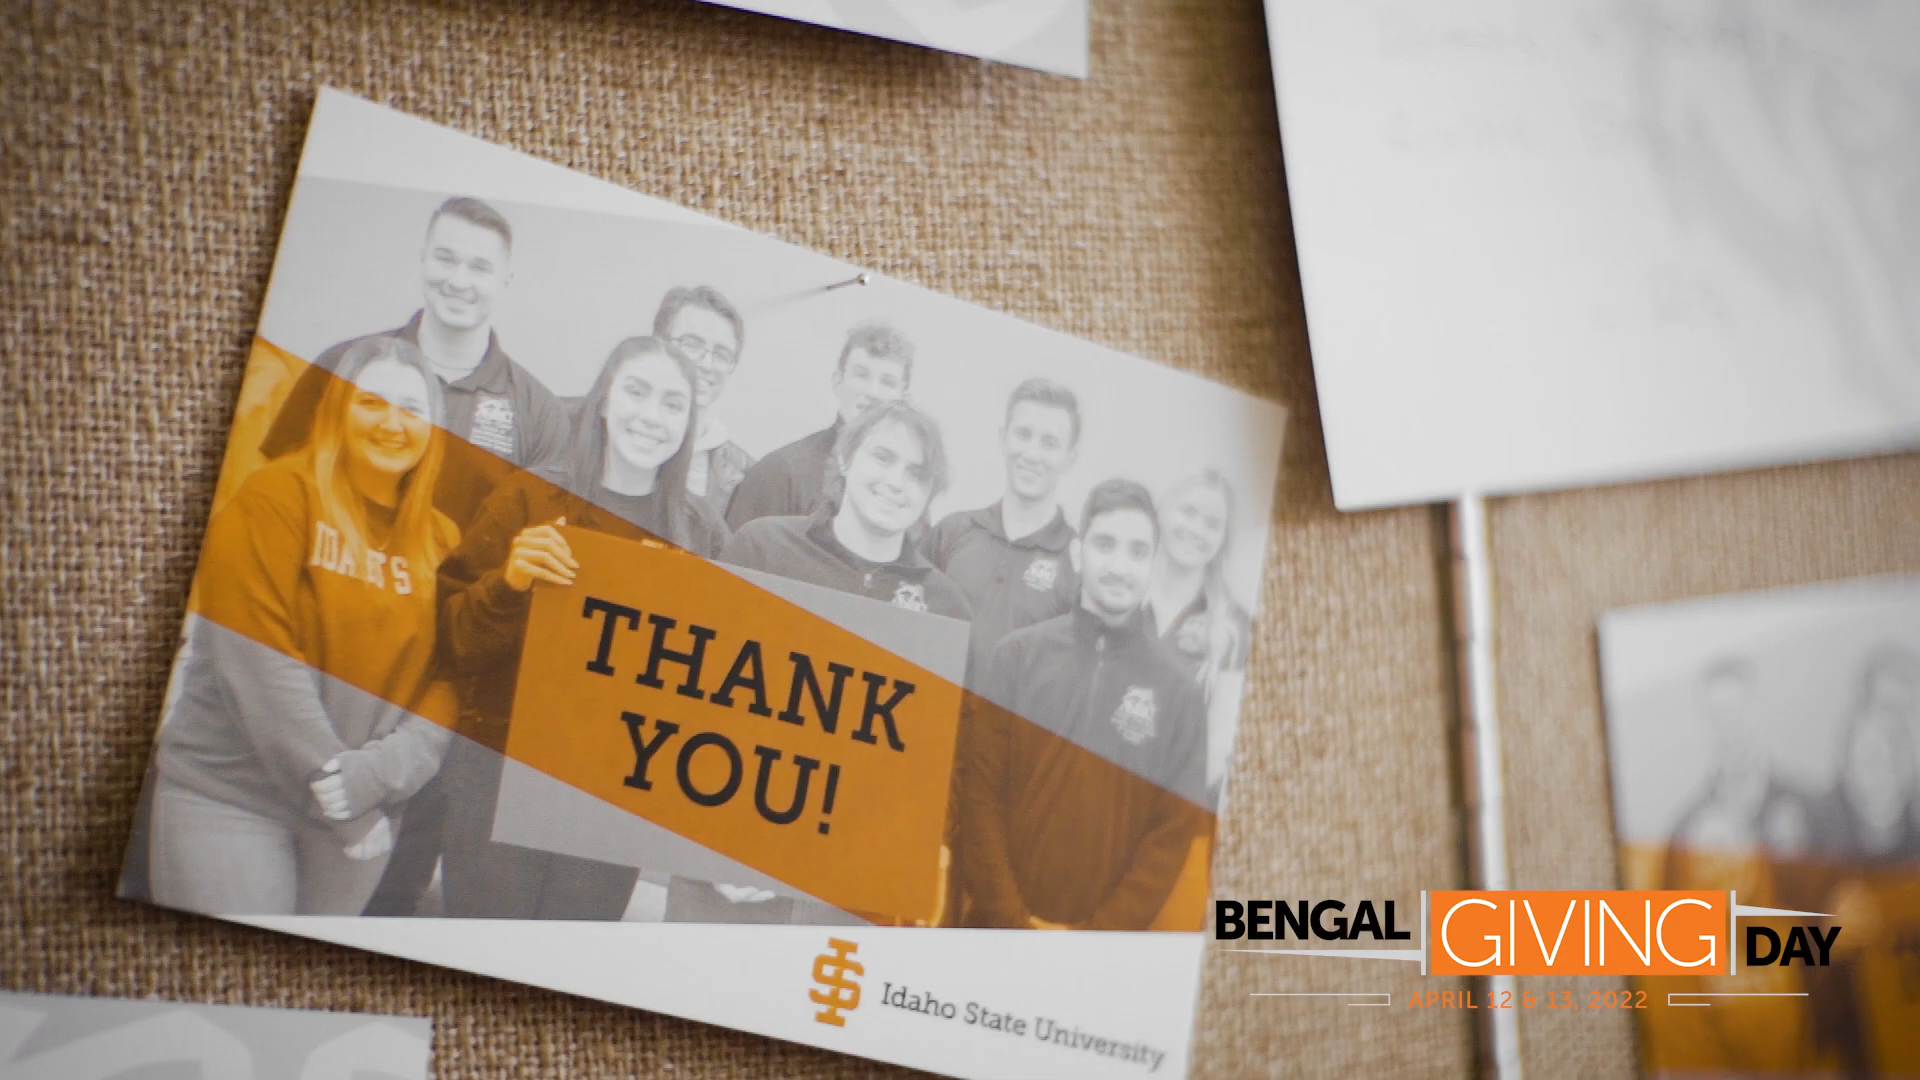 THANK
YOU!
Idaho State University
BENGAL GIVING DAY
APRIL 12 & 13, 2022